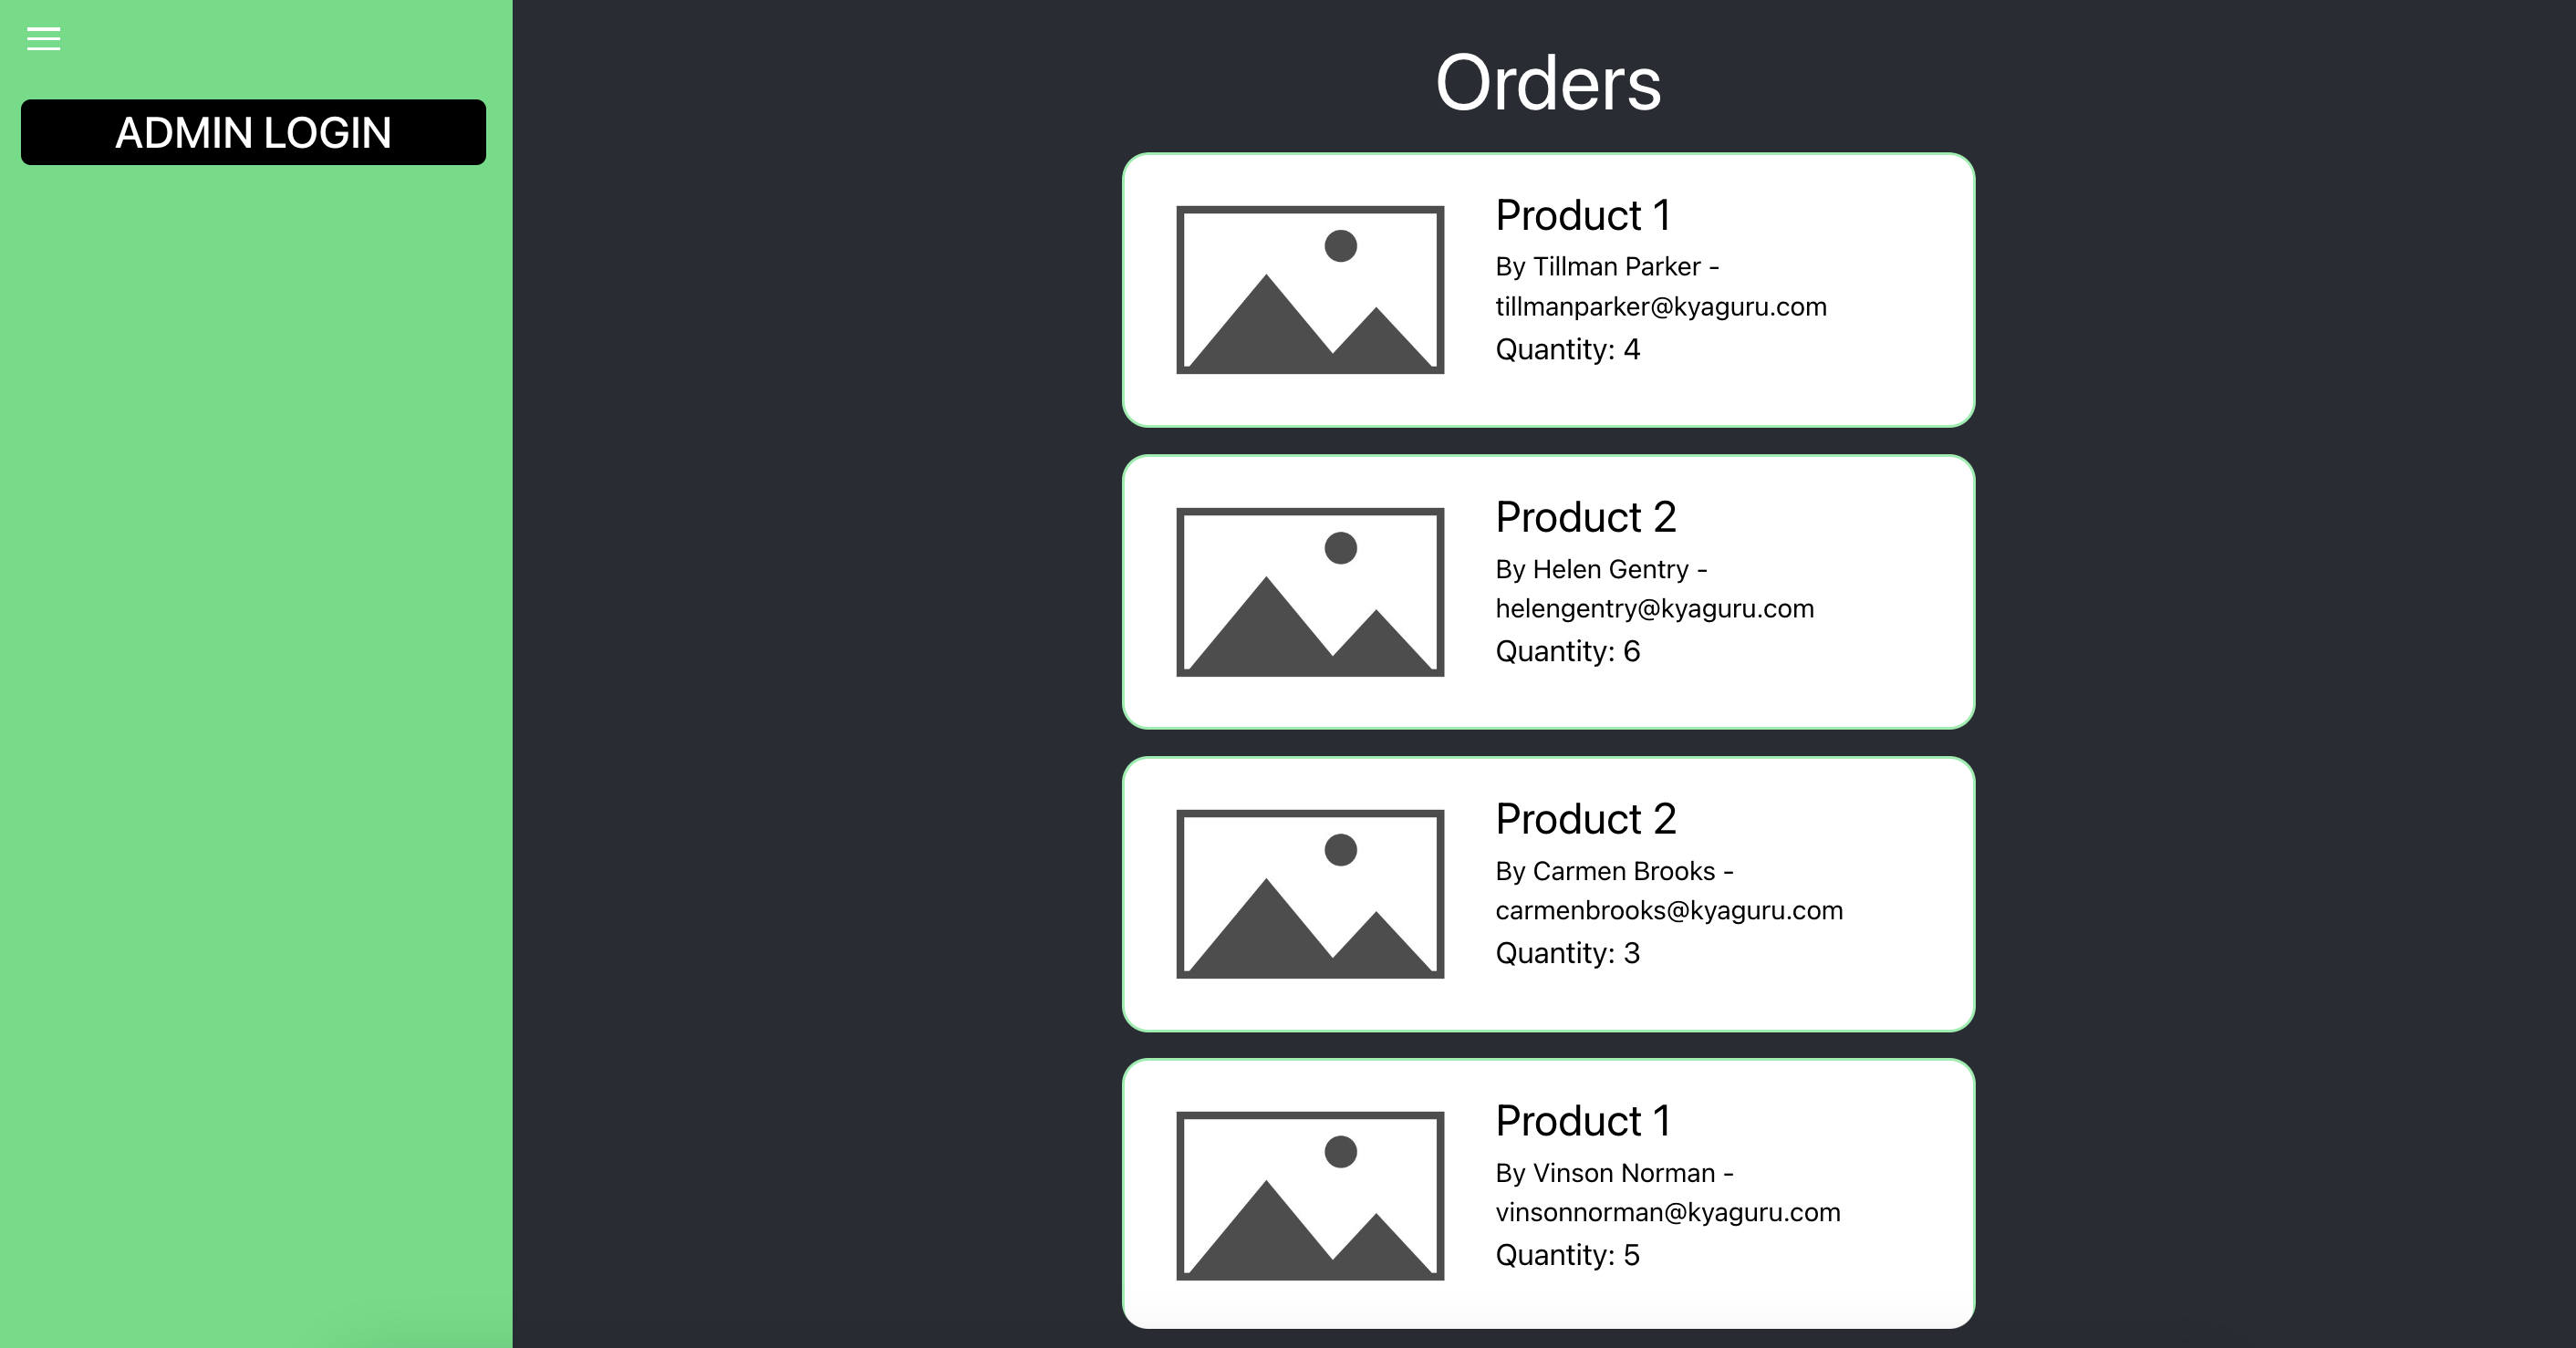 ADMIN LOGIN
Orders
Product 1
By Tillman Parker -
tillmanparker@kyaguru.com
Quantity: 4
Product 2
By Helen Gentry -
helengentry@kyaguru.com
Quantity: 6
Product 2
By Carmen Brooks -
carmenbrooks@kyaguru.com
Quantity: 3
Product 1
By Vinson Norman -
vinsonnorman@kyaguru.com
Quantity: 5